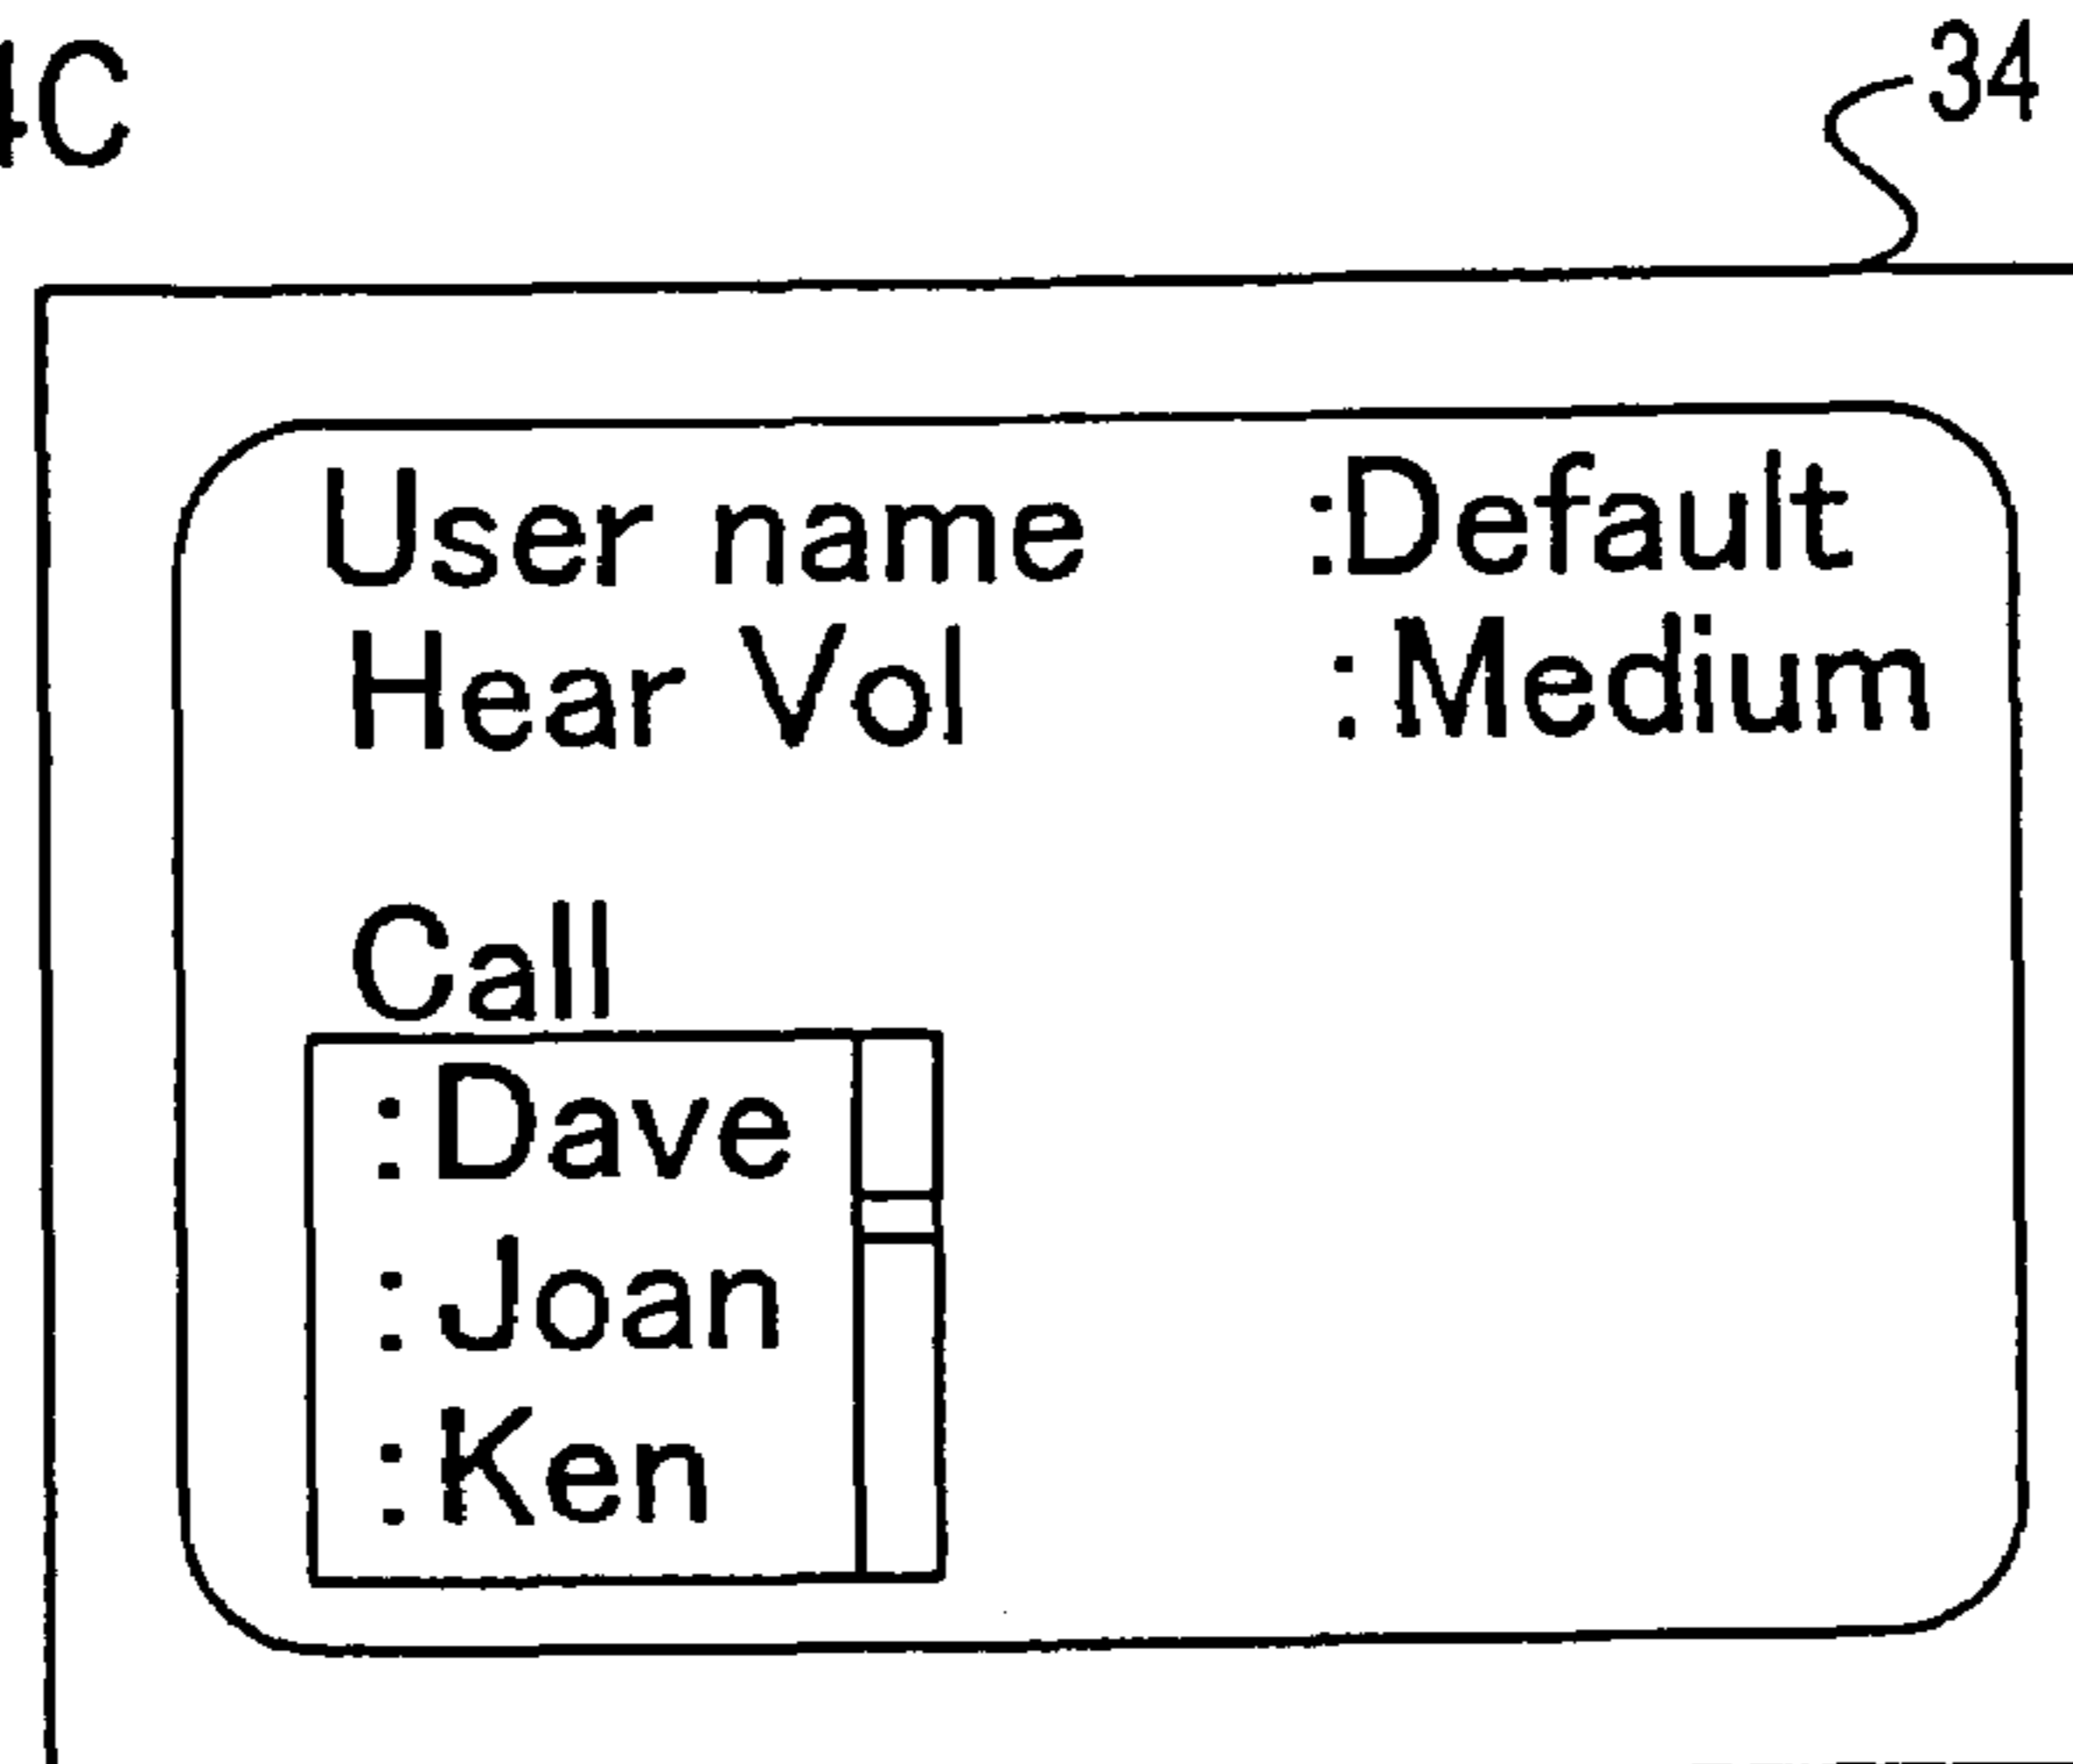 4C
34
User name :Default
Hear Vol : Medium
Call
: Dave
: Joan
: Ken